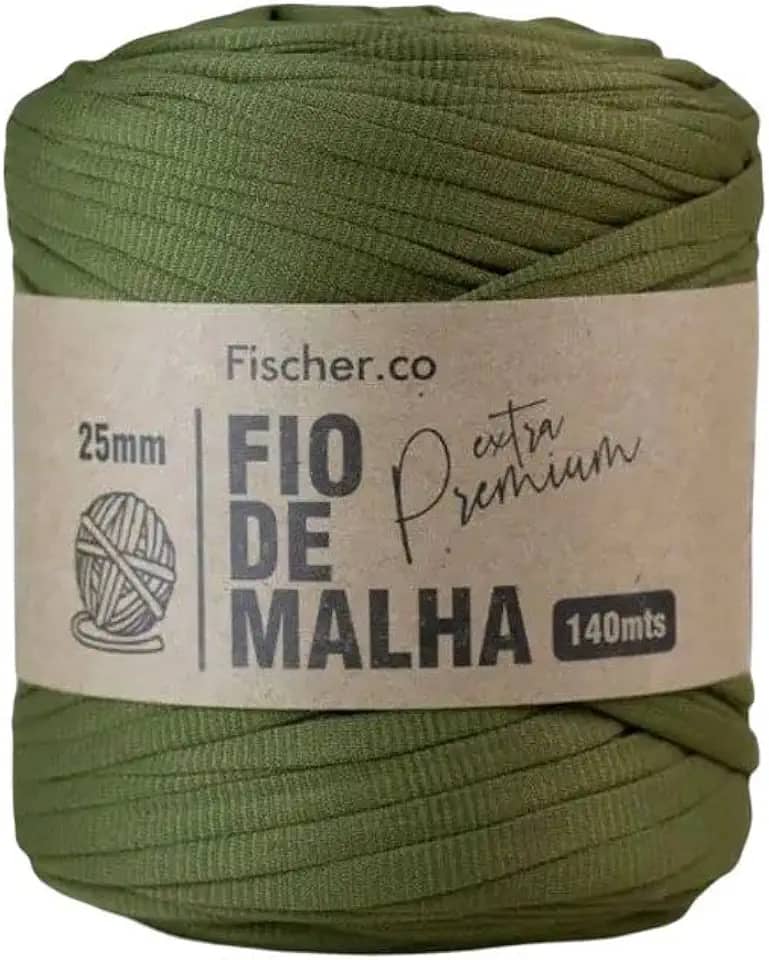 Fischer.co
25mm
FIO
DE
MALHA
extra
Premium
140mts